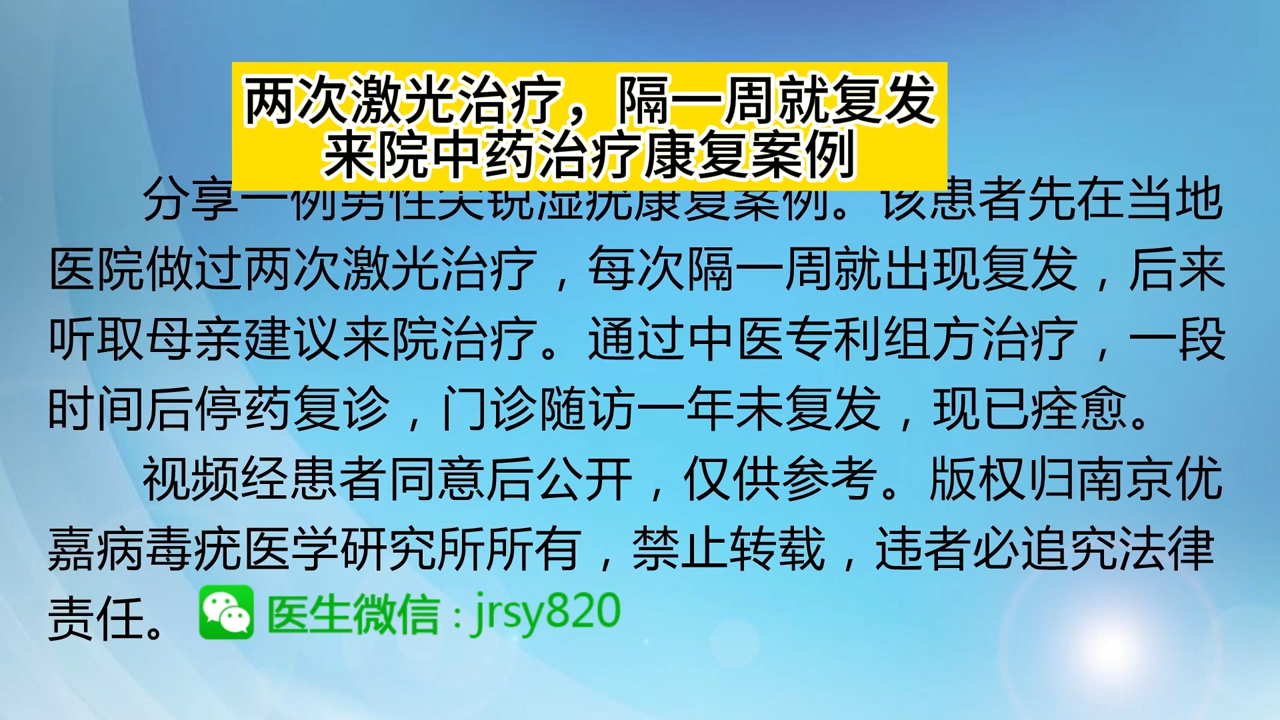 两次激光治疗，隔一周就复发
来院中药治疗康复案例
分享一例男性尖锐湿疣康复案例。该患者先在当地
医院做过两次激光治疗，每次隔一周就出现复发，后来
听取母亲建议来院治疗。通过中医专利组方治疗，一段
时间后停药复诊，门诊随访一年未复发，现已痊愈。
视频经患者同意后公开，仅供参考。版权归南京优
嘉病毒疣医学研究所所有，禁止转载，违者必追究法律
责任。 医生微信：jrsy820